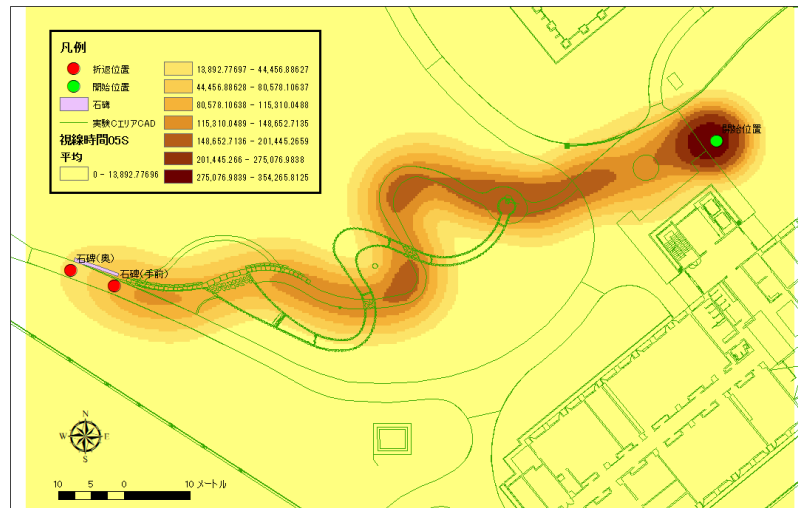 凡例
折返位置
開始位置
石碑
実験CエリアCAD
視線時間05S
平均
0 - 13,892.77696
13,892.77697 - 44,456.88627
44,456.88628 - 80,578.10637
80,578.10638 - 115,310.0488
115,310.0489 - 148,652.7135
148,652.7136 - 201,445.2659
201,445.266 - 275,076.9838
275,076.9839 - 354,265.8125
開始位置
石碑(奥)
石碑(手前)
N
W E
S
10 5 0 10 メートル